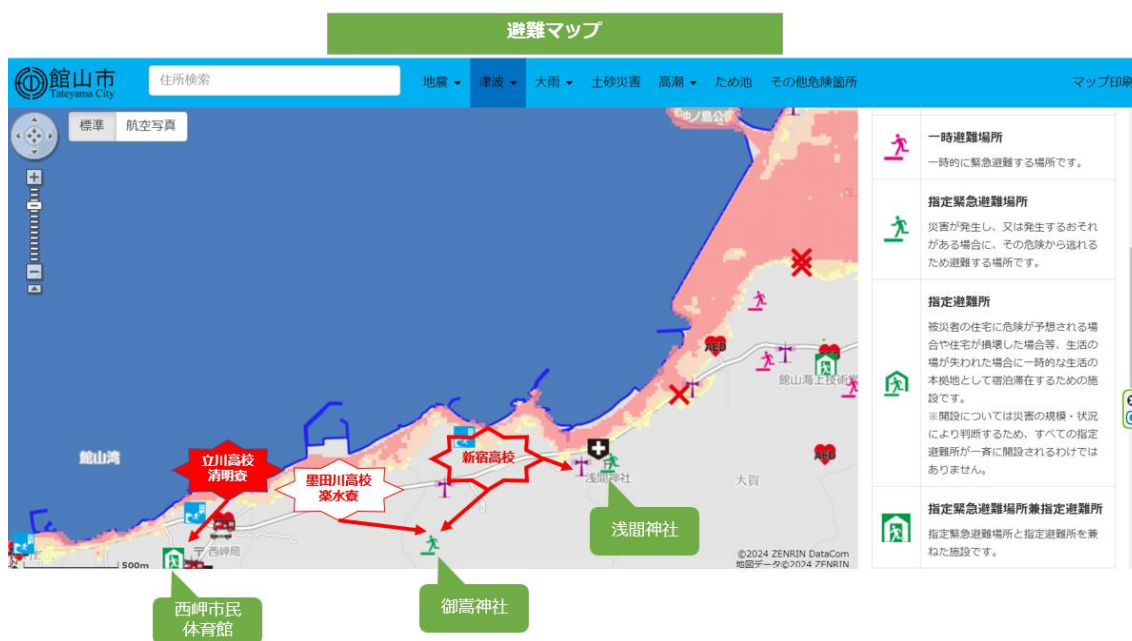 避難マップ
館山市
Tateyama City
住所検索
地震
津波
大雨
土砂災害
高潮
ため池
その他危険箇所
マップ印刷
標準
航空写真
中ノ島公
AED
館山海上技術
館山湾
立川高校
清明寮
墨田川高校
楽水寮
新宿高校
浅間神社
大賀
AED
〒西岬局
500m
©2024 ZENRIN DataCom
地図データ©2024 ZENRIN
浅間神社
御嵩神社
西岬市民
体育館
一時避難場所
一時的に緊急避難する場所です。
指定緊急避難場所
災害が発生し、又は発生するおそれ
がある場合に、その危険から逃れる
ため避難する場所です。
指定避難所
被災者の住宅に危険が予想される場
合や住宅が損壊した場合等、生活の
場が失われた場合に一時的な生活の
本拠地として宿泊滞在するための施
設です。
※開設については災害の規模・状況
により判断するため、すべての指定
避難所が一斉に開設されるわけでは
ありません。
指定緊急避難場所兼指定避難所
指定緊急避難場所と指定避難所を兼
ねた施設です。